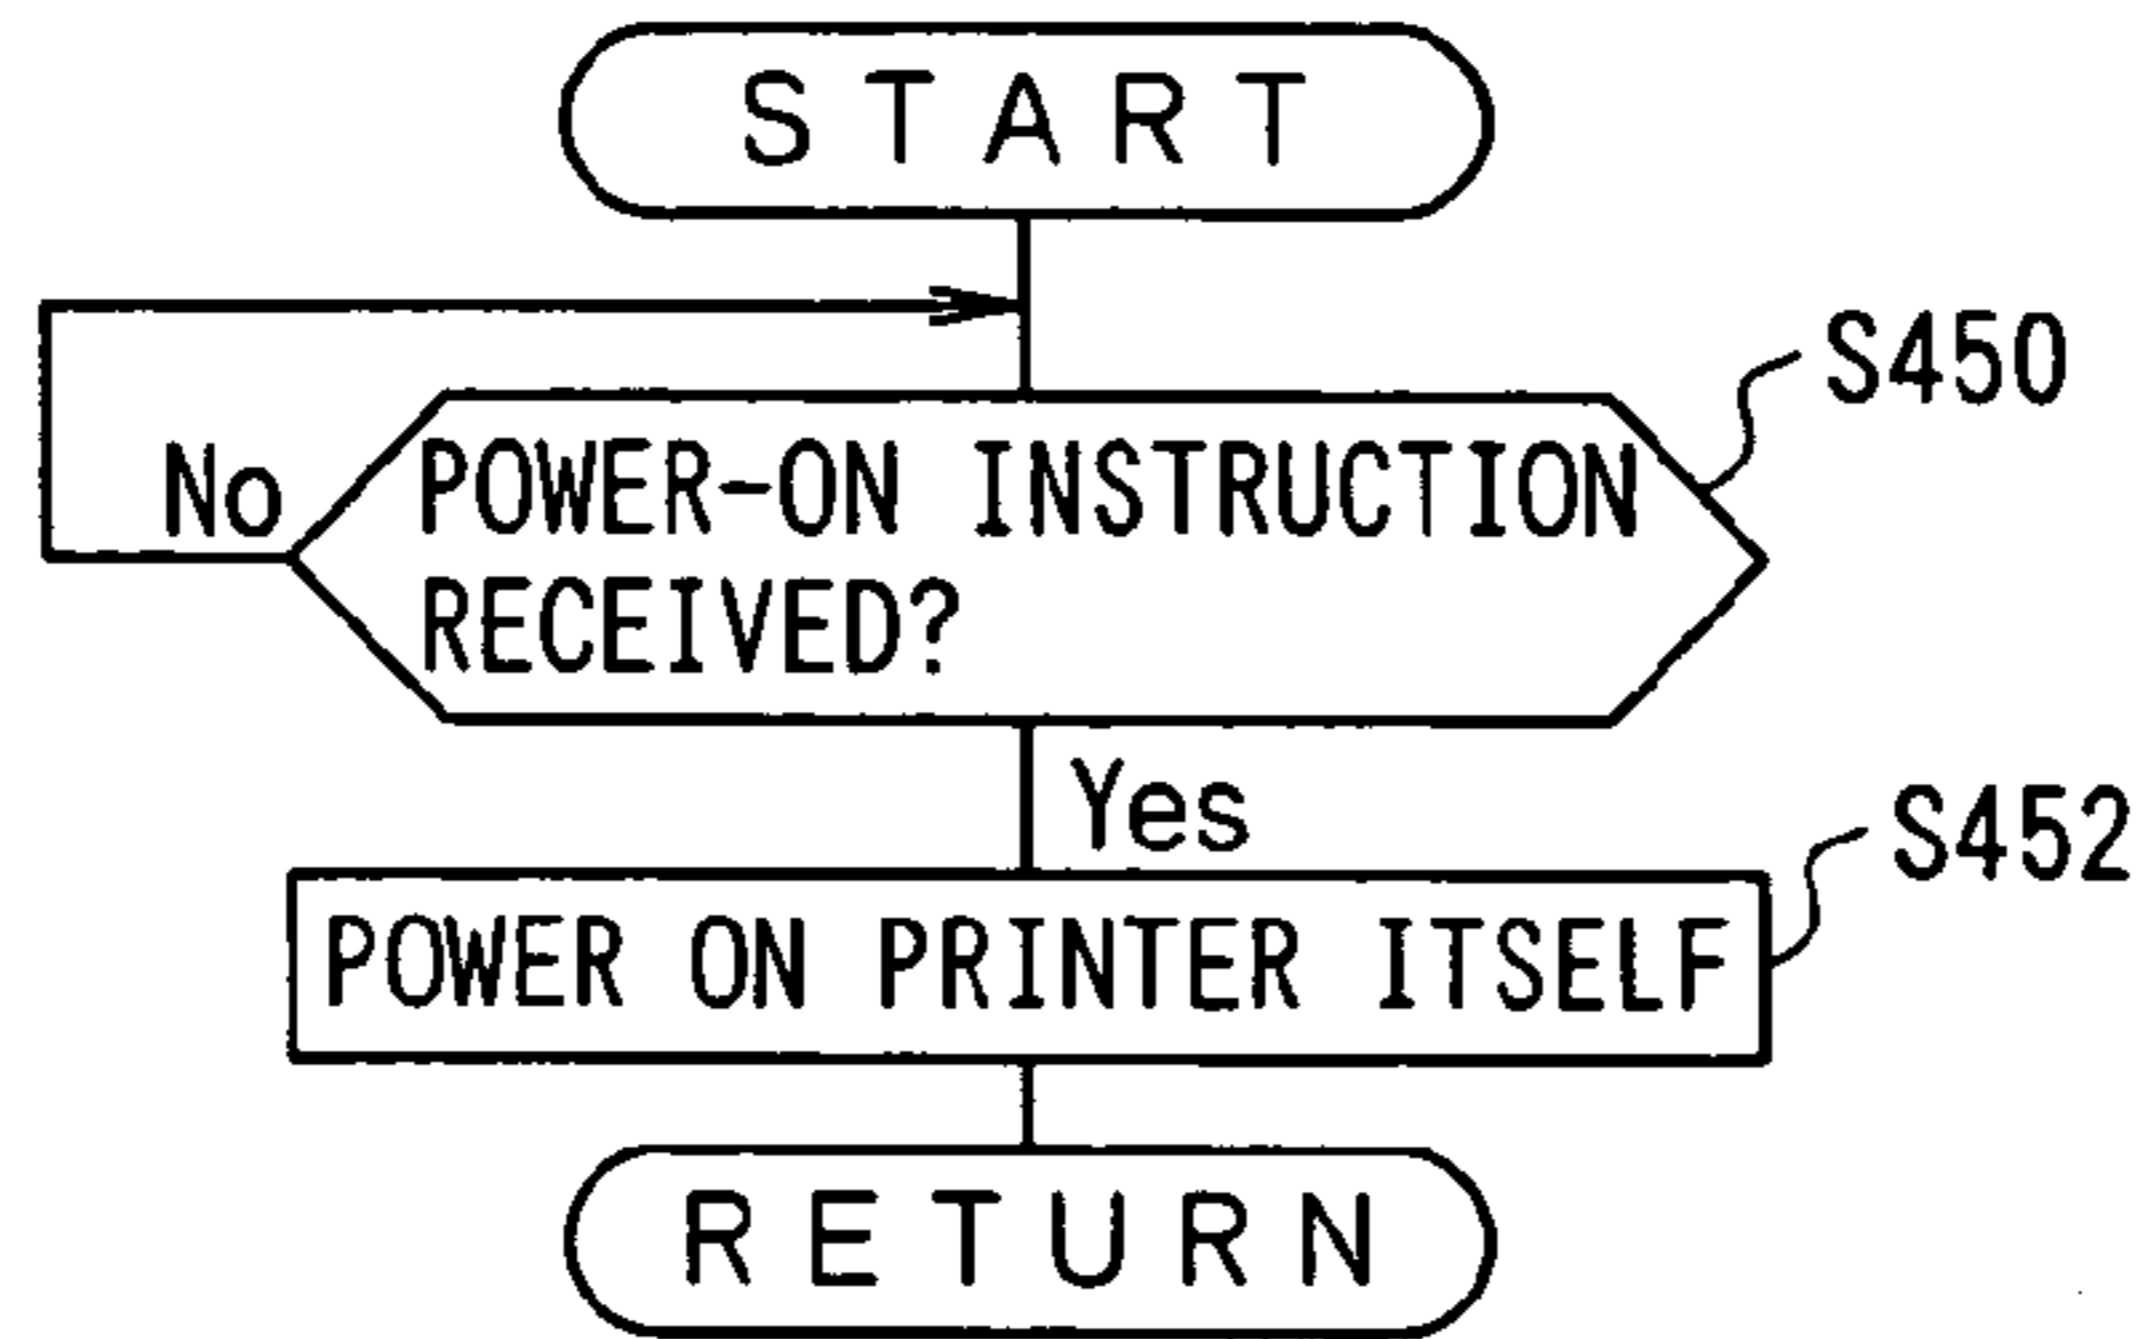 START
S450
No
POWER-ON INSTRUCTION
RECEIVED?
Yes
S452
POWER ON PRINTER ITSELF
RETURN